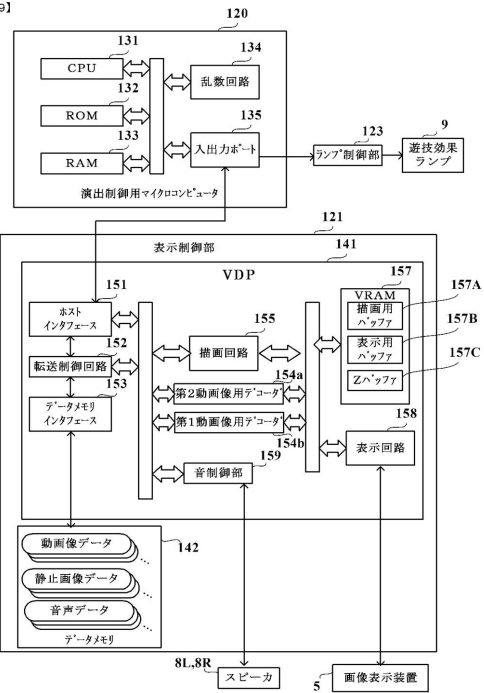 9】
120
131
CPU
132
ROM
133
RAM
134
乱数回路
135
入出力ポート
演出制御用マイクロコンピュータ
123
ランプ制御部
9
遊技効果
ランプ
121
表示制御部
141
VDP
151
ホスト
インタフェース
152
転送制御回路
153
データメモリ
インタフェース
155
描画回路
154a
第2動画像用デコーダ
第1動画像用デコーダ
154b
159
音制御部
157
VRAM
157A
描画用
バッファ
157B
表示用
バッファ
157C
Zバッファ
158
表示回路
142
動画像データ
静止画像データ
音声データ
データメモリ
8L,8R
スピーカ
5
画像表示装置